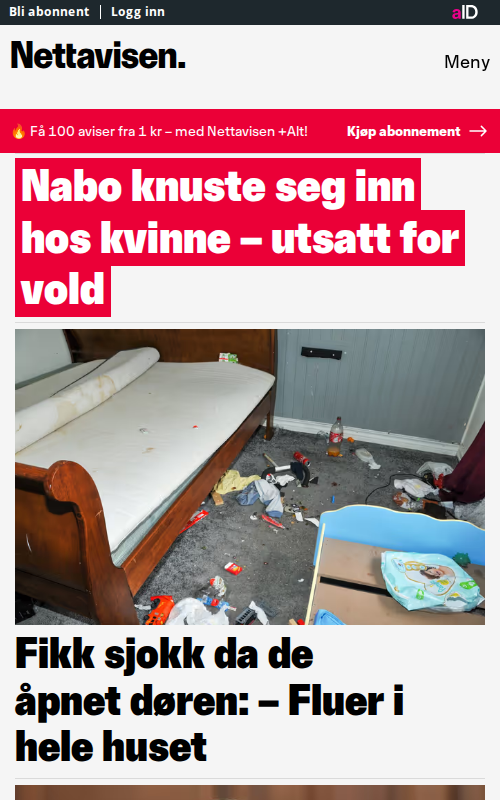 Bli abonnent | Logg inn
aID
Nettavisen.
Meny
🔥 Få 100 aviser fra 1 kr – med Nettavisen +Alt!
Kjøp abonnement →
Nabo knuste seg inn
hos kvinne – utsatt for
vold
Fikk sjokk da de
åpnet døren: – Fluer i
hele huset